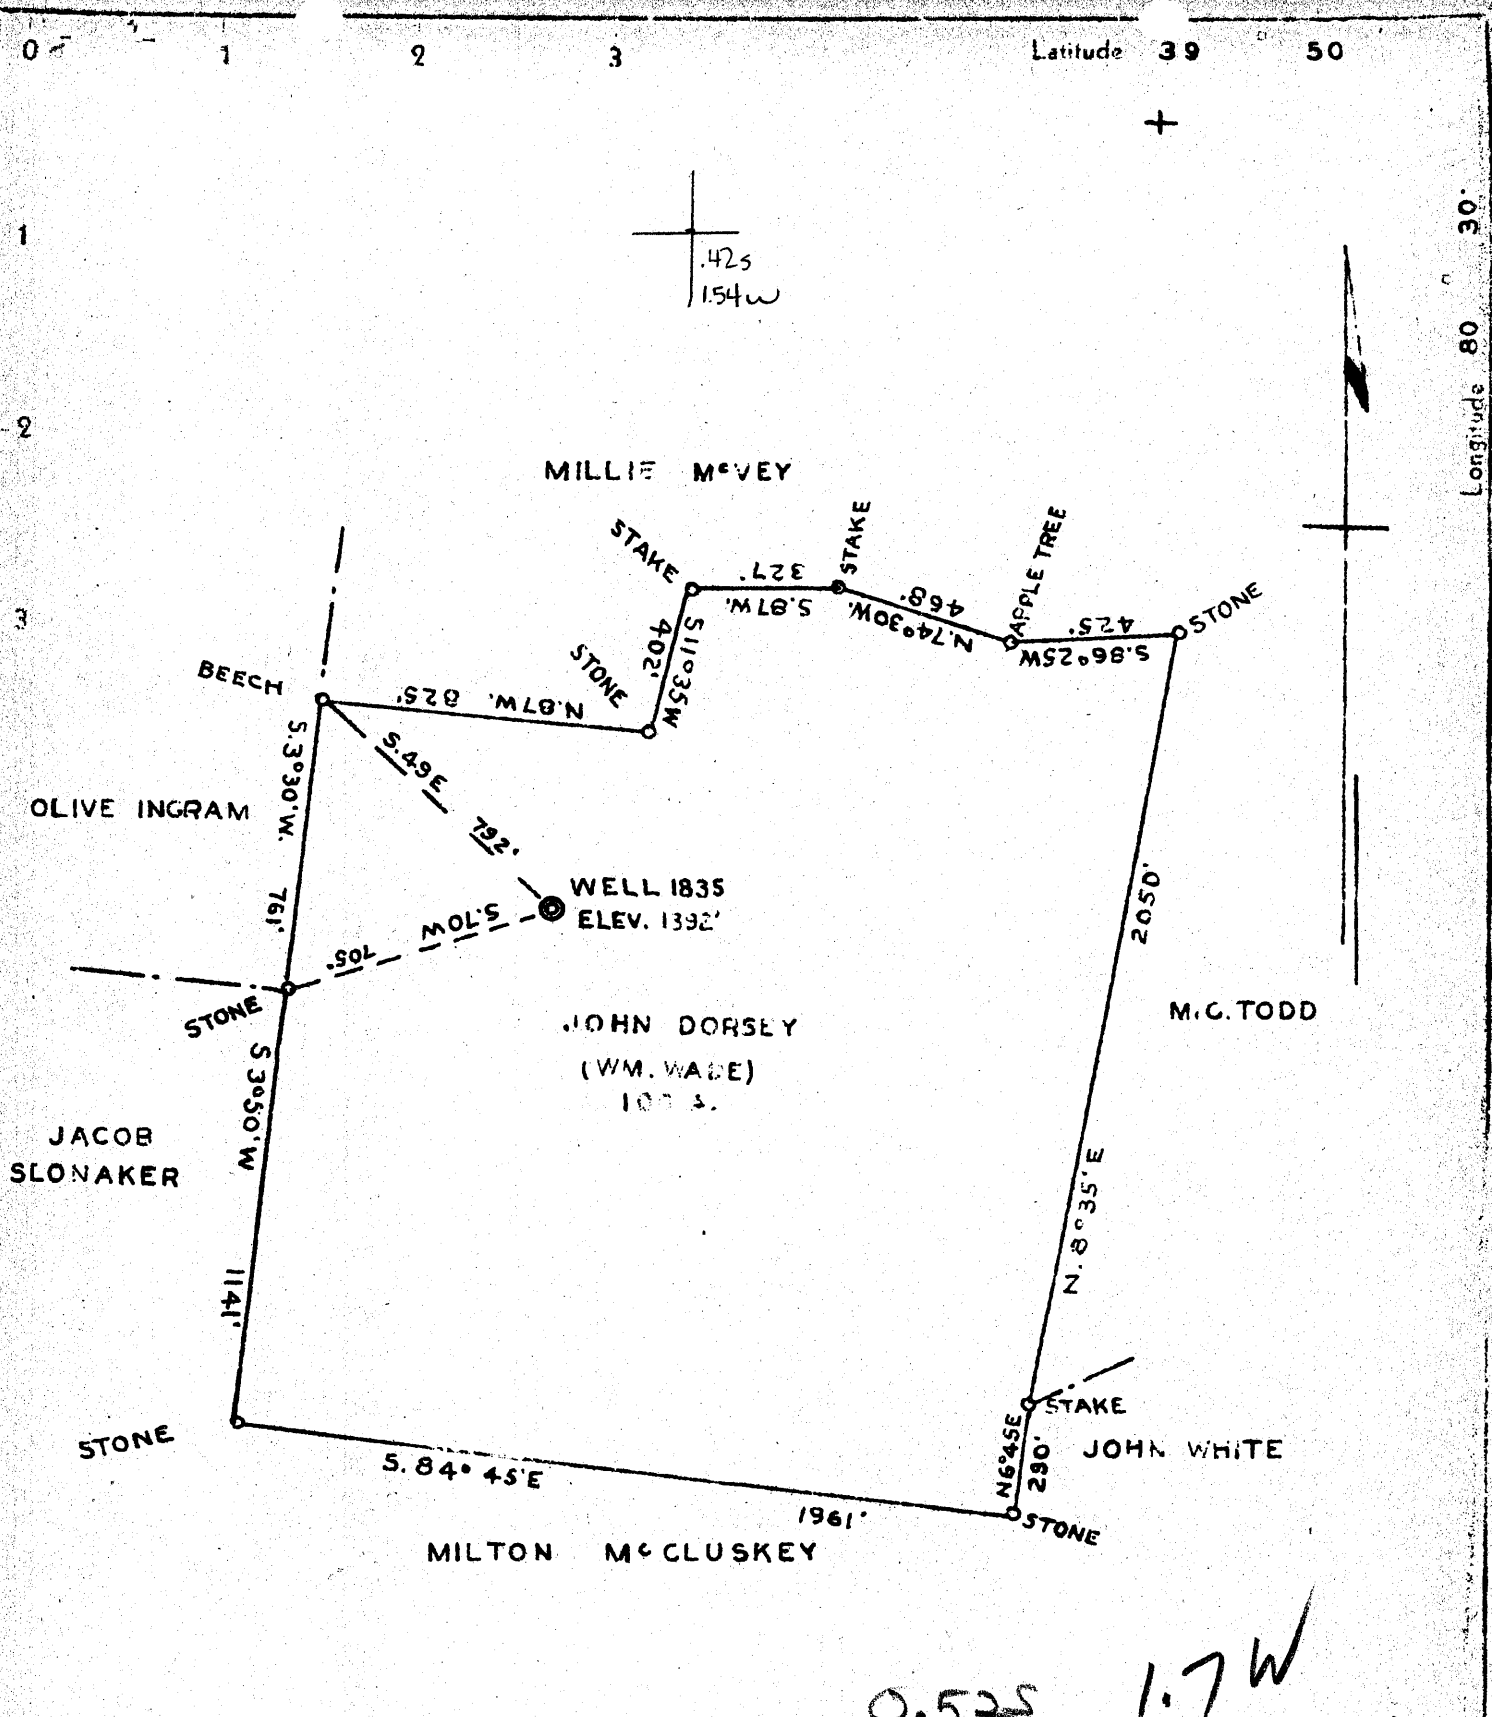 0 1 2 3 Latitude 39 50
Longitude 80 30'
1
2
3
.42s
1.54w
MILLIE McVEY
STAKE
327'
S.87W.
STAKE
468'
N.74°30W.
APPLE TREE
425'
S.86°25W
STONE
402'
S11°35W
STONE
BEECH
825'
N.87W.
S.3°30'W.
761'
S.49E
792'
OLIVE INGRAM
WELL 1835
ELEV. 1392'
S.70W
705'
STONE
2050'
N.8°35'E
M.C. TODD
JOHN DORSEY
(WM. WADE)
S 3°50'W
1141'
JACOB
SLONAKER
STAKE
N6°45E
290'
JOHN WHITE
STONE
S.84° 45'E
1961'
STONE
MILTON McCLUSKEY
0.52S 1.7W